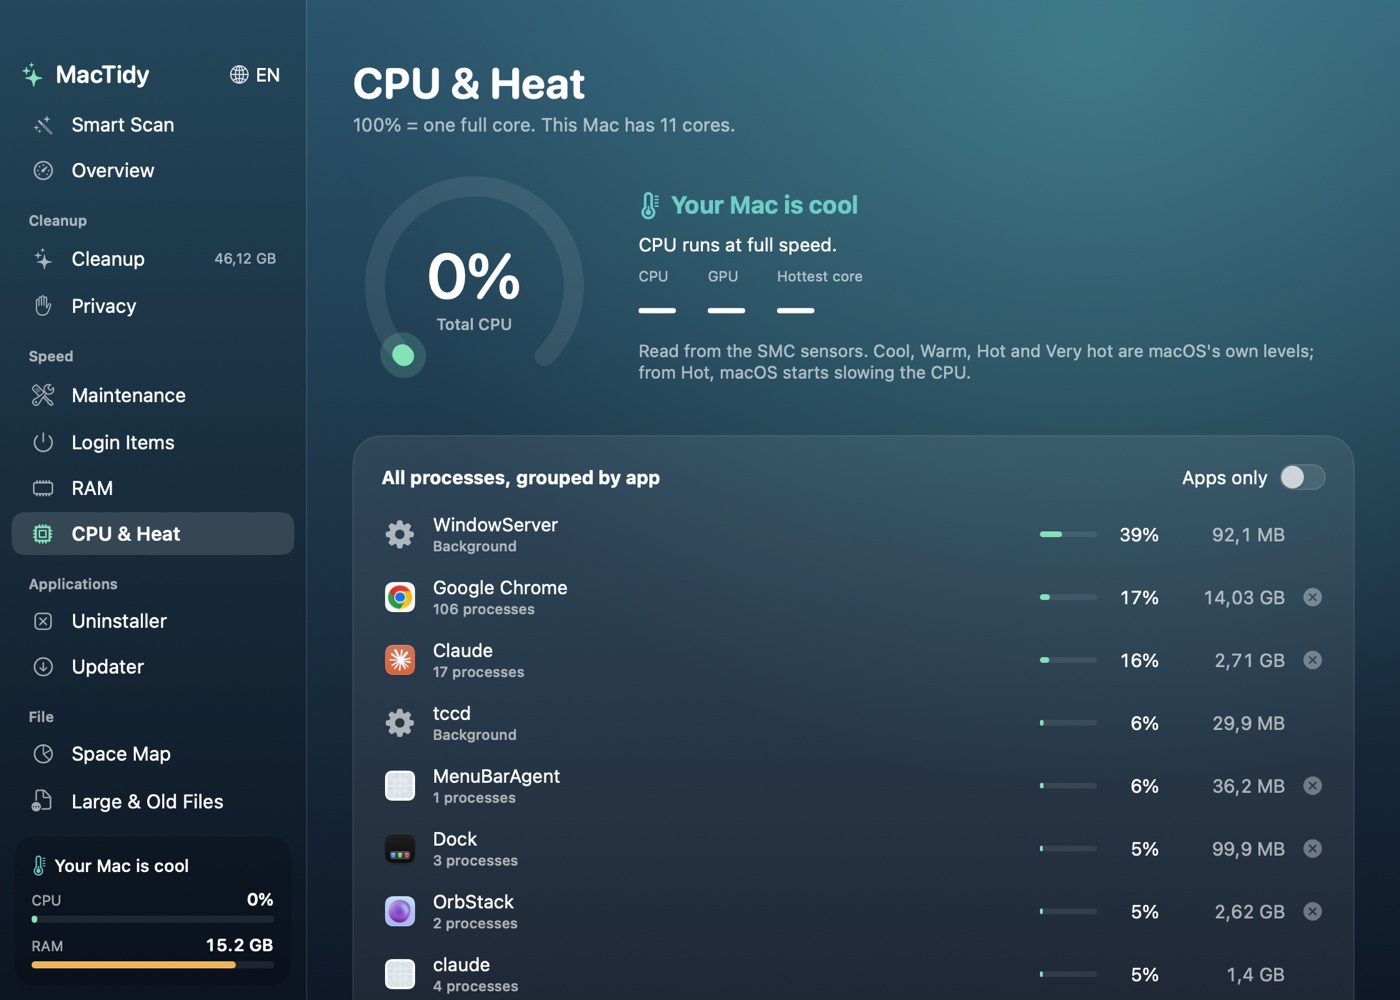 MacTidy
EN
Smart Scan
Overview
Cleanup
Cleanup 46,12 GB
Privacy
Speed
Maintenance
Login Items
RAM
CPU & Heat
Applications
Uninstaller
Updater
File
Space Map
Large & Old Files
Your Mac is cool
CPU 0%
RAM 15.2 GB
CPU & Heat
100% = one full core. This Mac has 11 cores.
0%
Total CPU
Your Mac is cool
CPU runs at full speed.
CPU GPU Hottest core
— — —
Read from the SMC sensors. Cool, Warm, Hot and Very hot are macOS's own levels;
from Hot, macOS starts slowing the CPU.
All processes, grouped by app
Apps only
WindowServer
Background
39% 92,1 MB
Google Chrome
106 processes
17% 14,03 GB
Claude
17 processes
16% 2,71 GB
tccd
Background
6% 29,9 MB
MenuBarAgent
1 processes
6% 36,2 MB
Dock
3 processes
5% 99,9 MB
OrbStack
2 processes
5% 2,62 GB
claude
4 processes
5% 1,4 GB